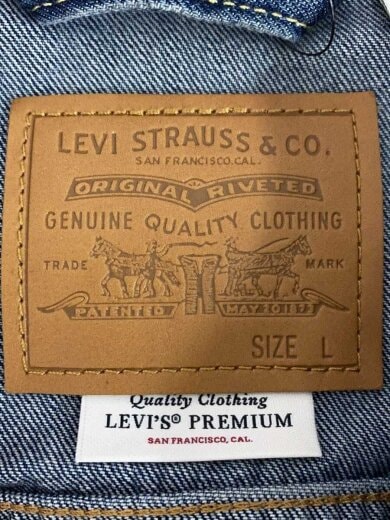 LEVI STRAUSS & CO.
SAN FRANCISCO.CAL.
ORIGINAL RIVETED
GENUINE QUALITY CLOTHING
TRADE MARK
PATENTED MAY 20 1873
SIZE L
Quality Clothing
LEVI'S® PREMIUM
SAN FRANCISCO, CAL.